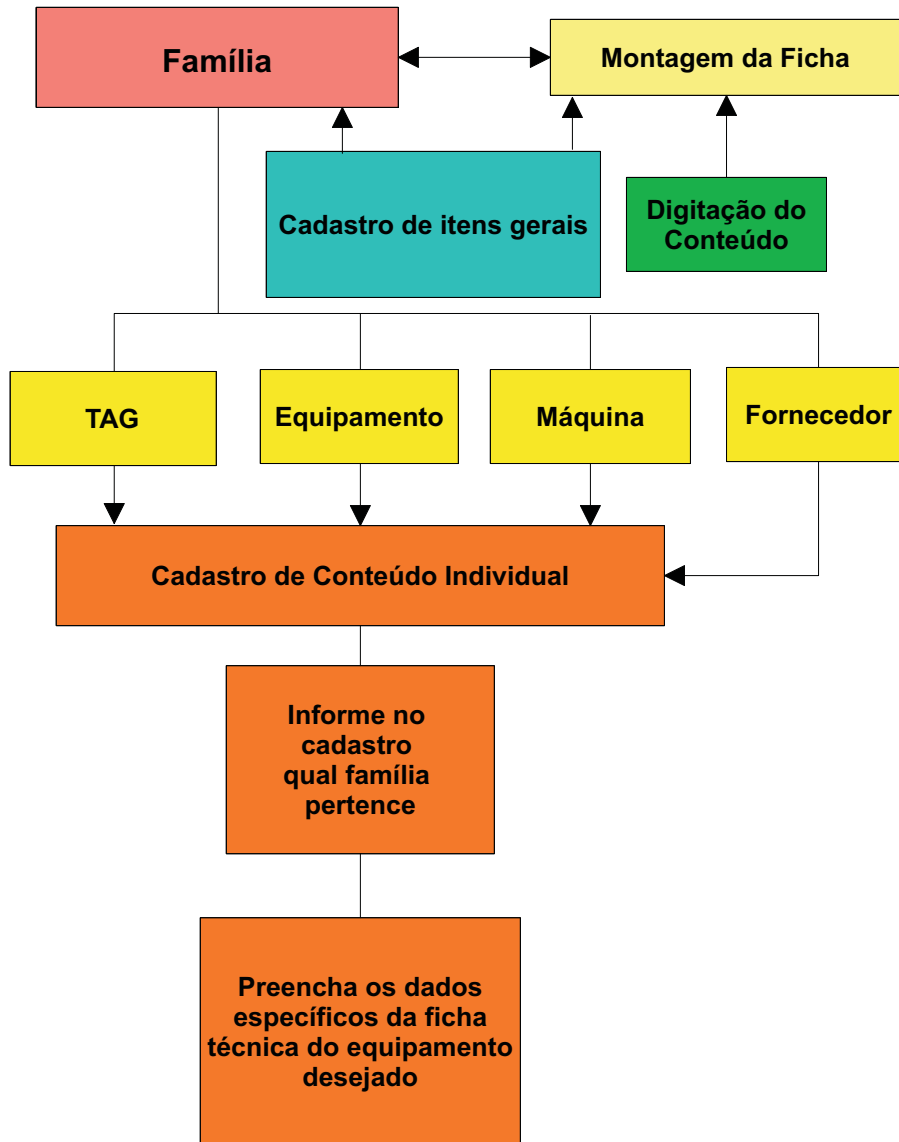 Família
Montagem da Ficha
Cadastro de itens gerais
Digitação do
Conteúdo
TAG
Equipamento
Máquina
Fornecedor
Cadastro de Conteúdo Individual
Informe no
cadastro
qual família
pertence
Preencha os dados
específicos da ficha
técnica do equipamento
desejado